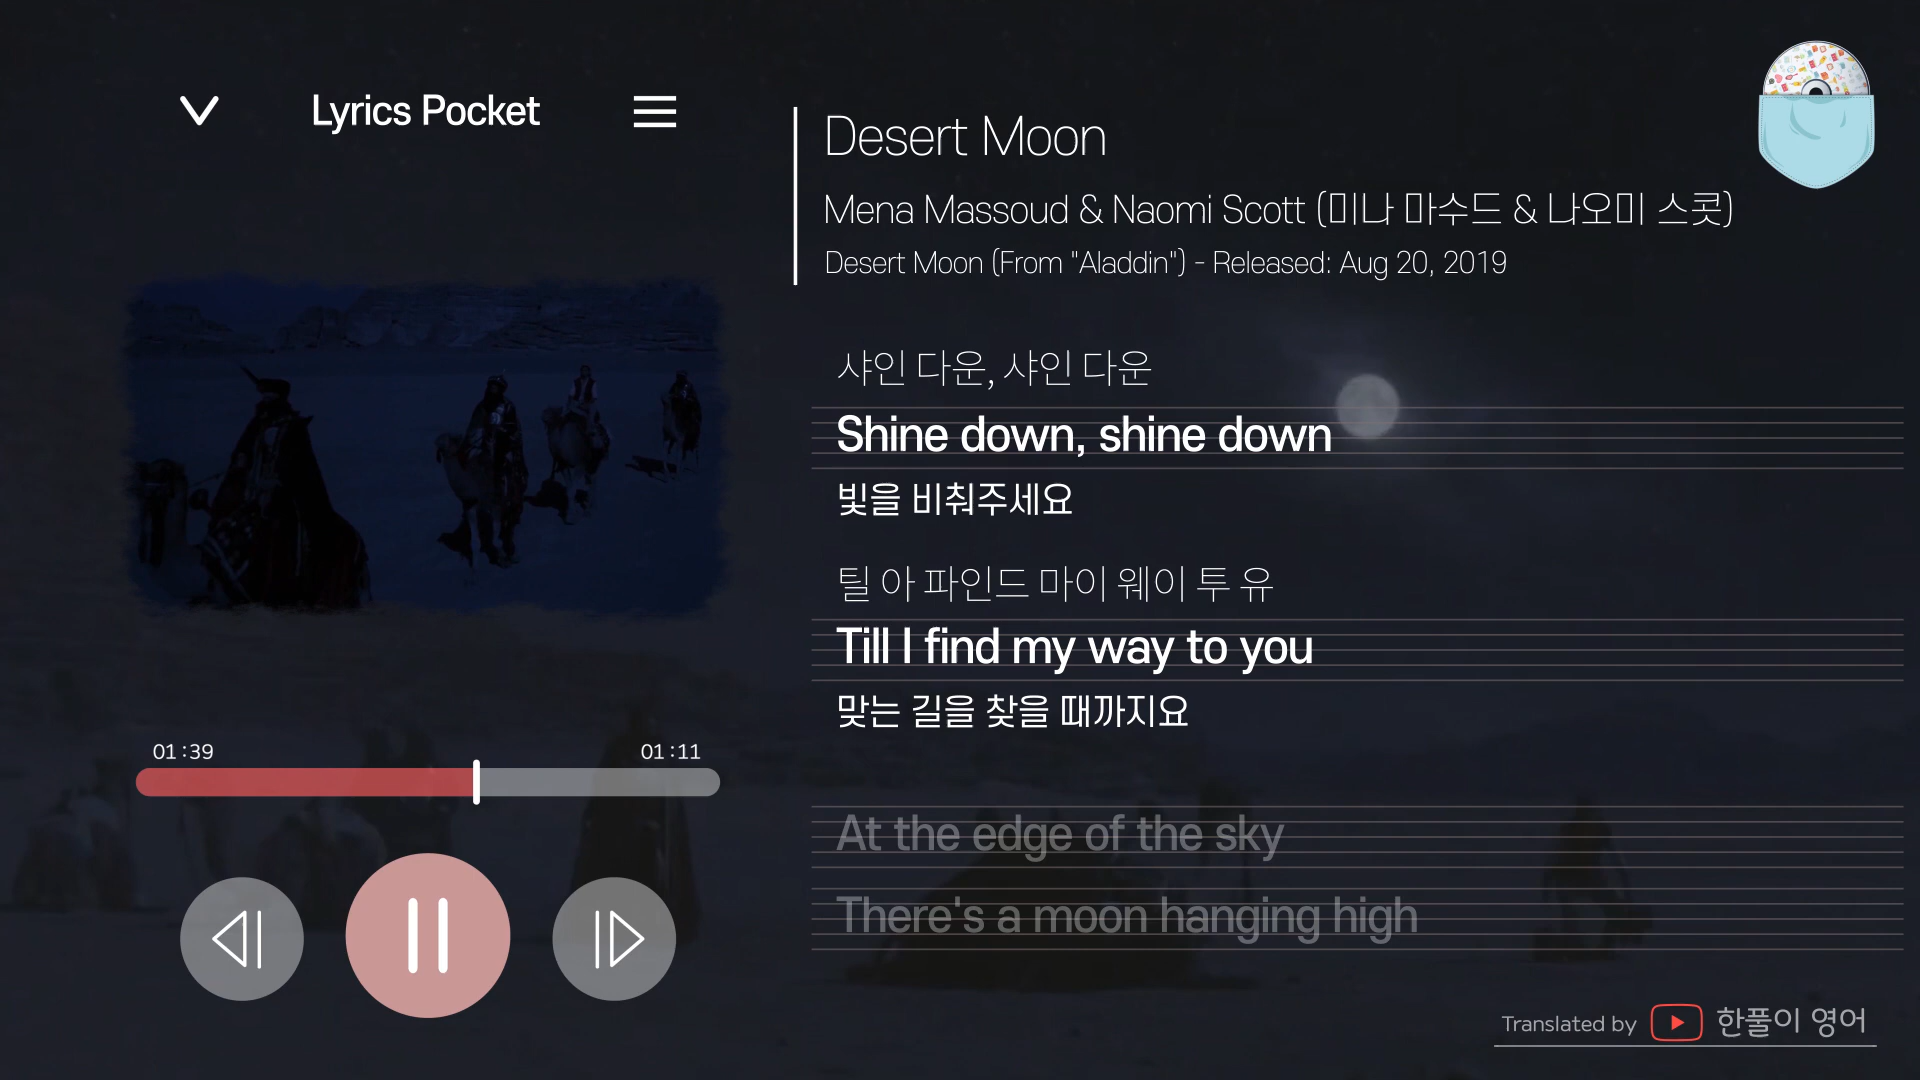 Lyrics Pocket
Desert Moon
Mena Massoud & Naomi Scott (미나 마수드 & 나오미 스콧)
Desert Moon (From "Aladdin") - Released: Aug 20, 2019
샤인 다운, 샤인 다운
Shine down, shine down
빛을 비춰주세요
틸 아 파인드 마이 웨이 투 유
Till I find my way to you
맞는 길을 찾을 때까지요
01:39
01:11
At the edge of the sky
There's a moon hanging high
Translated by 한풀이 영어